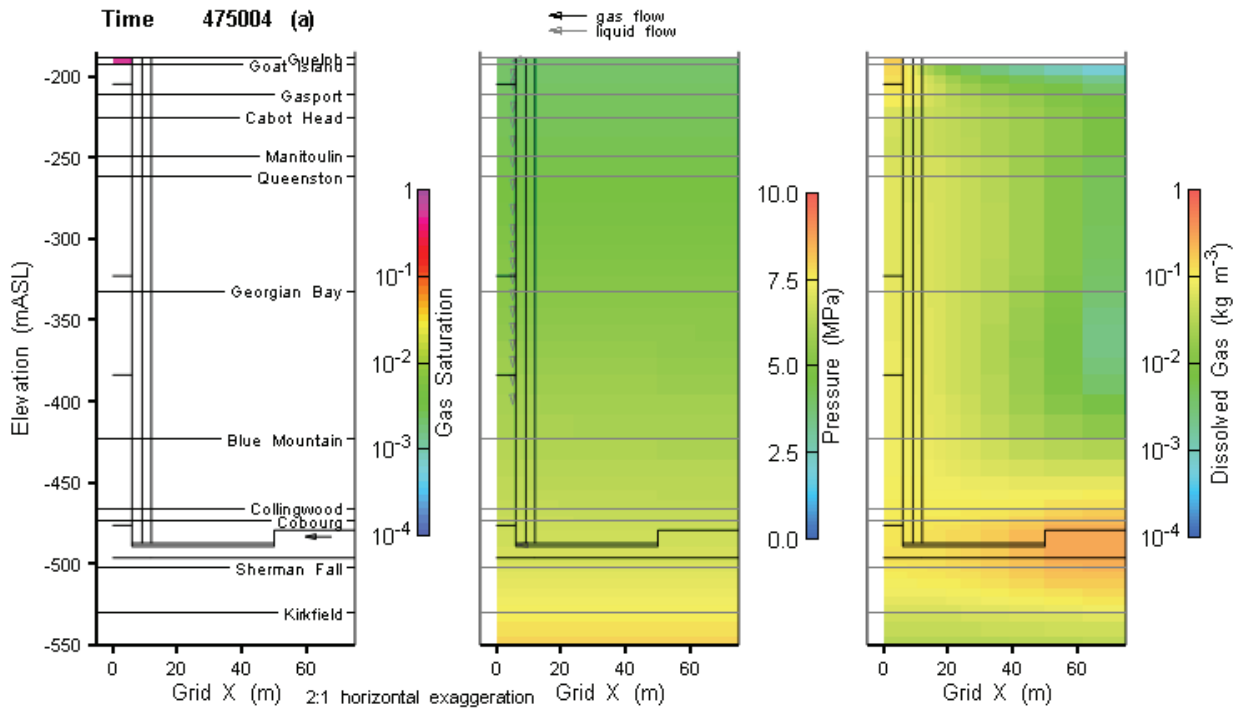 Time 475004 (a)
gas flow
liquid flow
Guelph
Goat Island
Gasport
Cabot Head
Manitoulin
Queenston
Georgian Bay
Blue Mountain
Collingwood
Cobourg
Sherman Fall
Kirkfield
-200
-250
-300
-350
-400
-450
-500
-550
Elevation (mASL)
0 20 40 60
Grid X (m)
1
10-1
10-2
10-3
10-4
Gas Saturation
0 20 40 60
Grid X (m)
10.0
7.5
5.0
2.5
0.0
Pressure (MPa)
0 20 40 60
Grid X (m)
1
10-1
10-2
10-3
10-4
Dissolved Gas (kg m-3)
2:1 horizontal exaggeration